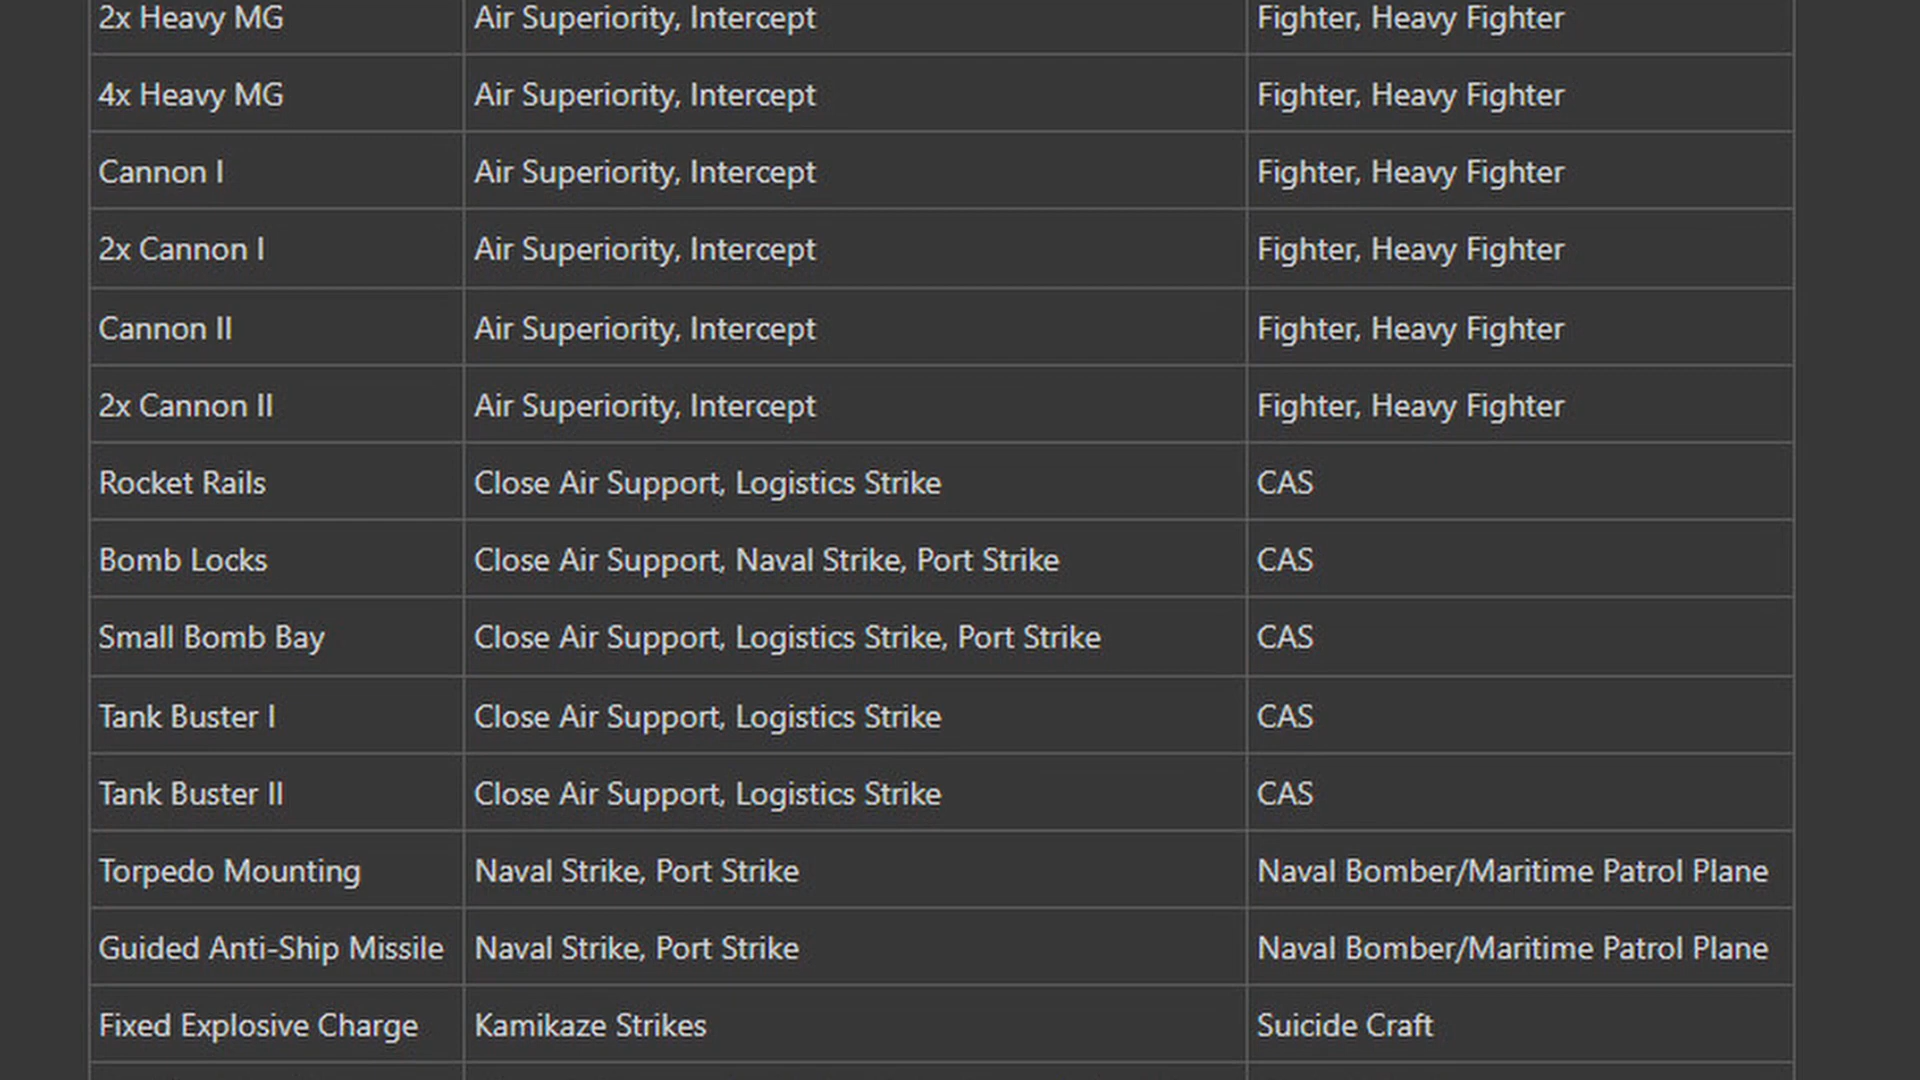 2x Heavy MG Air Superiority, Intercept Fighter, Heavy Fighter
4x Heavy MG Air Superiority, Intercept Fighter, Heavy Fighter
Cannon I Air Superiority, Intercept Fighter, Heavy Fighter
2x Cannon I Air Superiority, Intercept Fighter, Heavy Fighter
Cannon II Air Superiority, Intercept Fighter, Heavy Fighter
2x Cannon II Air Superiority, Intercept Fighter, Heavy Fighter
Rocket Rails Close Air Support, Logistics Strike CAS
Bomb Locks Close Air Support, Naval Strike, Port Strike CAS
Small Bomb Bay Close Air Support, Logistics Strike, Port Strike CAS
Tank Buster I Close Air Support, Logistics Strike CAS
Tank Buster II Close Air Support, Logistics Strike CAS
Torpedo Mounting Naval Strike, Port Strike Naval Bomber/Maritime Patrol Plane
Guided Anti-Ship Missile Naval Strike, Port Strike Naval Bomber/Maritime Patrol Plane
Fixed Explosive Charge Kamikaze Strikes Suicide Craft